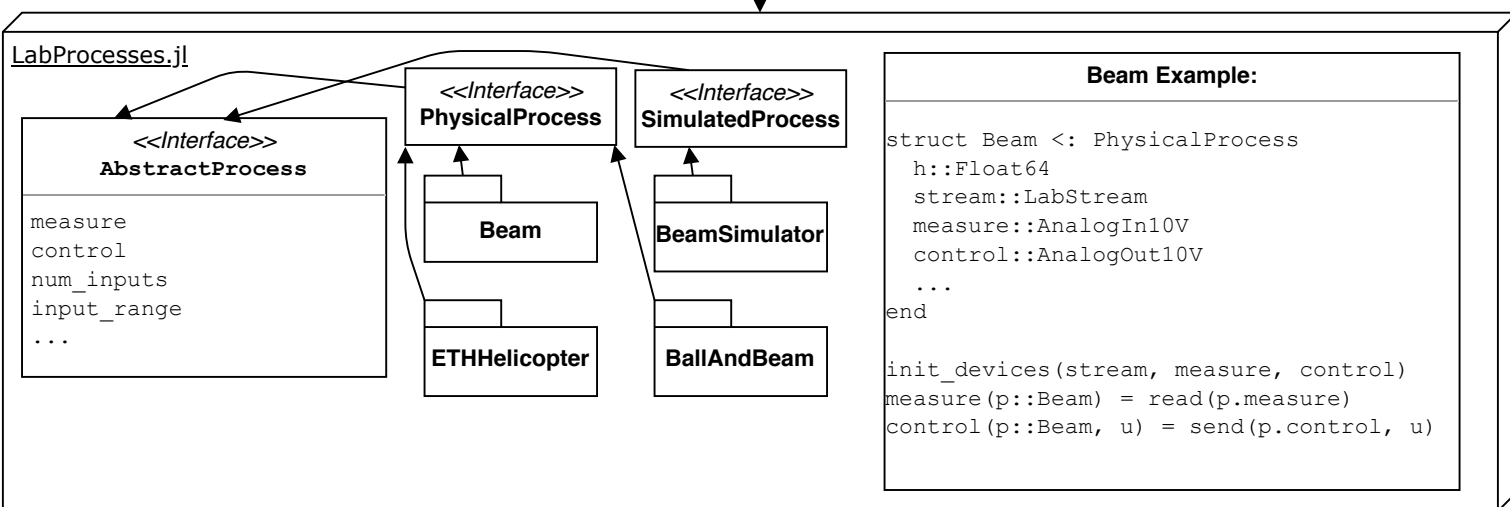 LabProcesses.jl
<<Interface>>
AbstractProcess
measure
control
num_inputs
input_range
...
<<Interface>>
PhysicalProcess
<<Interface>>
SimulatedProcess
Beam
BeamSimulator
ETHHelicopter
BallAndBeam
Beam Example:
struct Beam <: PhysicalProcess
  h::Float64
  stream::LabStream
  measure::AnalogIn10V
  control::AnalogOut10V
  ...
end
init_devices(stream, measure, control)
measure(p::Beam) = read(p.measure)
control(p::Beam, u) = send(p.control, u)